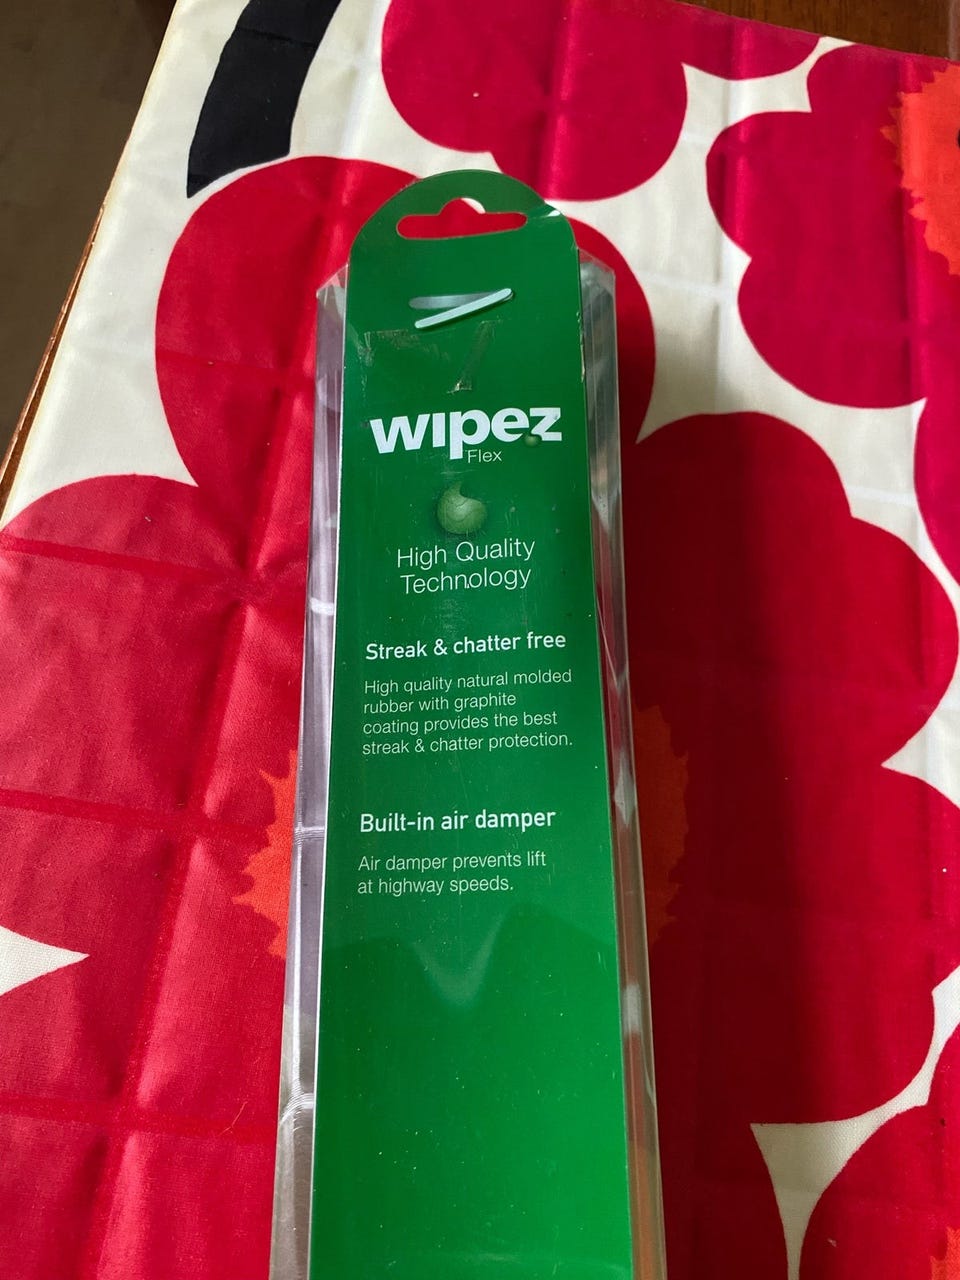 wipez
Flex
High Quality
Technology
Streak & chatter free
High quality natural molded
rubber with graphite
coating provides the best
streak & chatter protection.
Built-in air damper
Air damper prevents lift
at highway speeds.